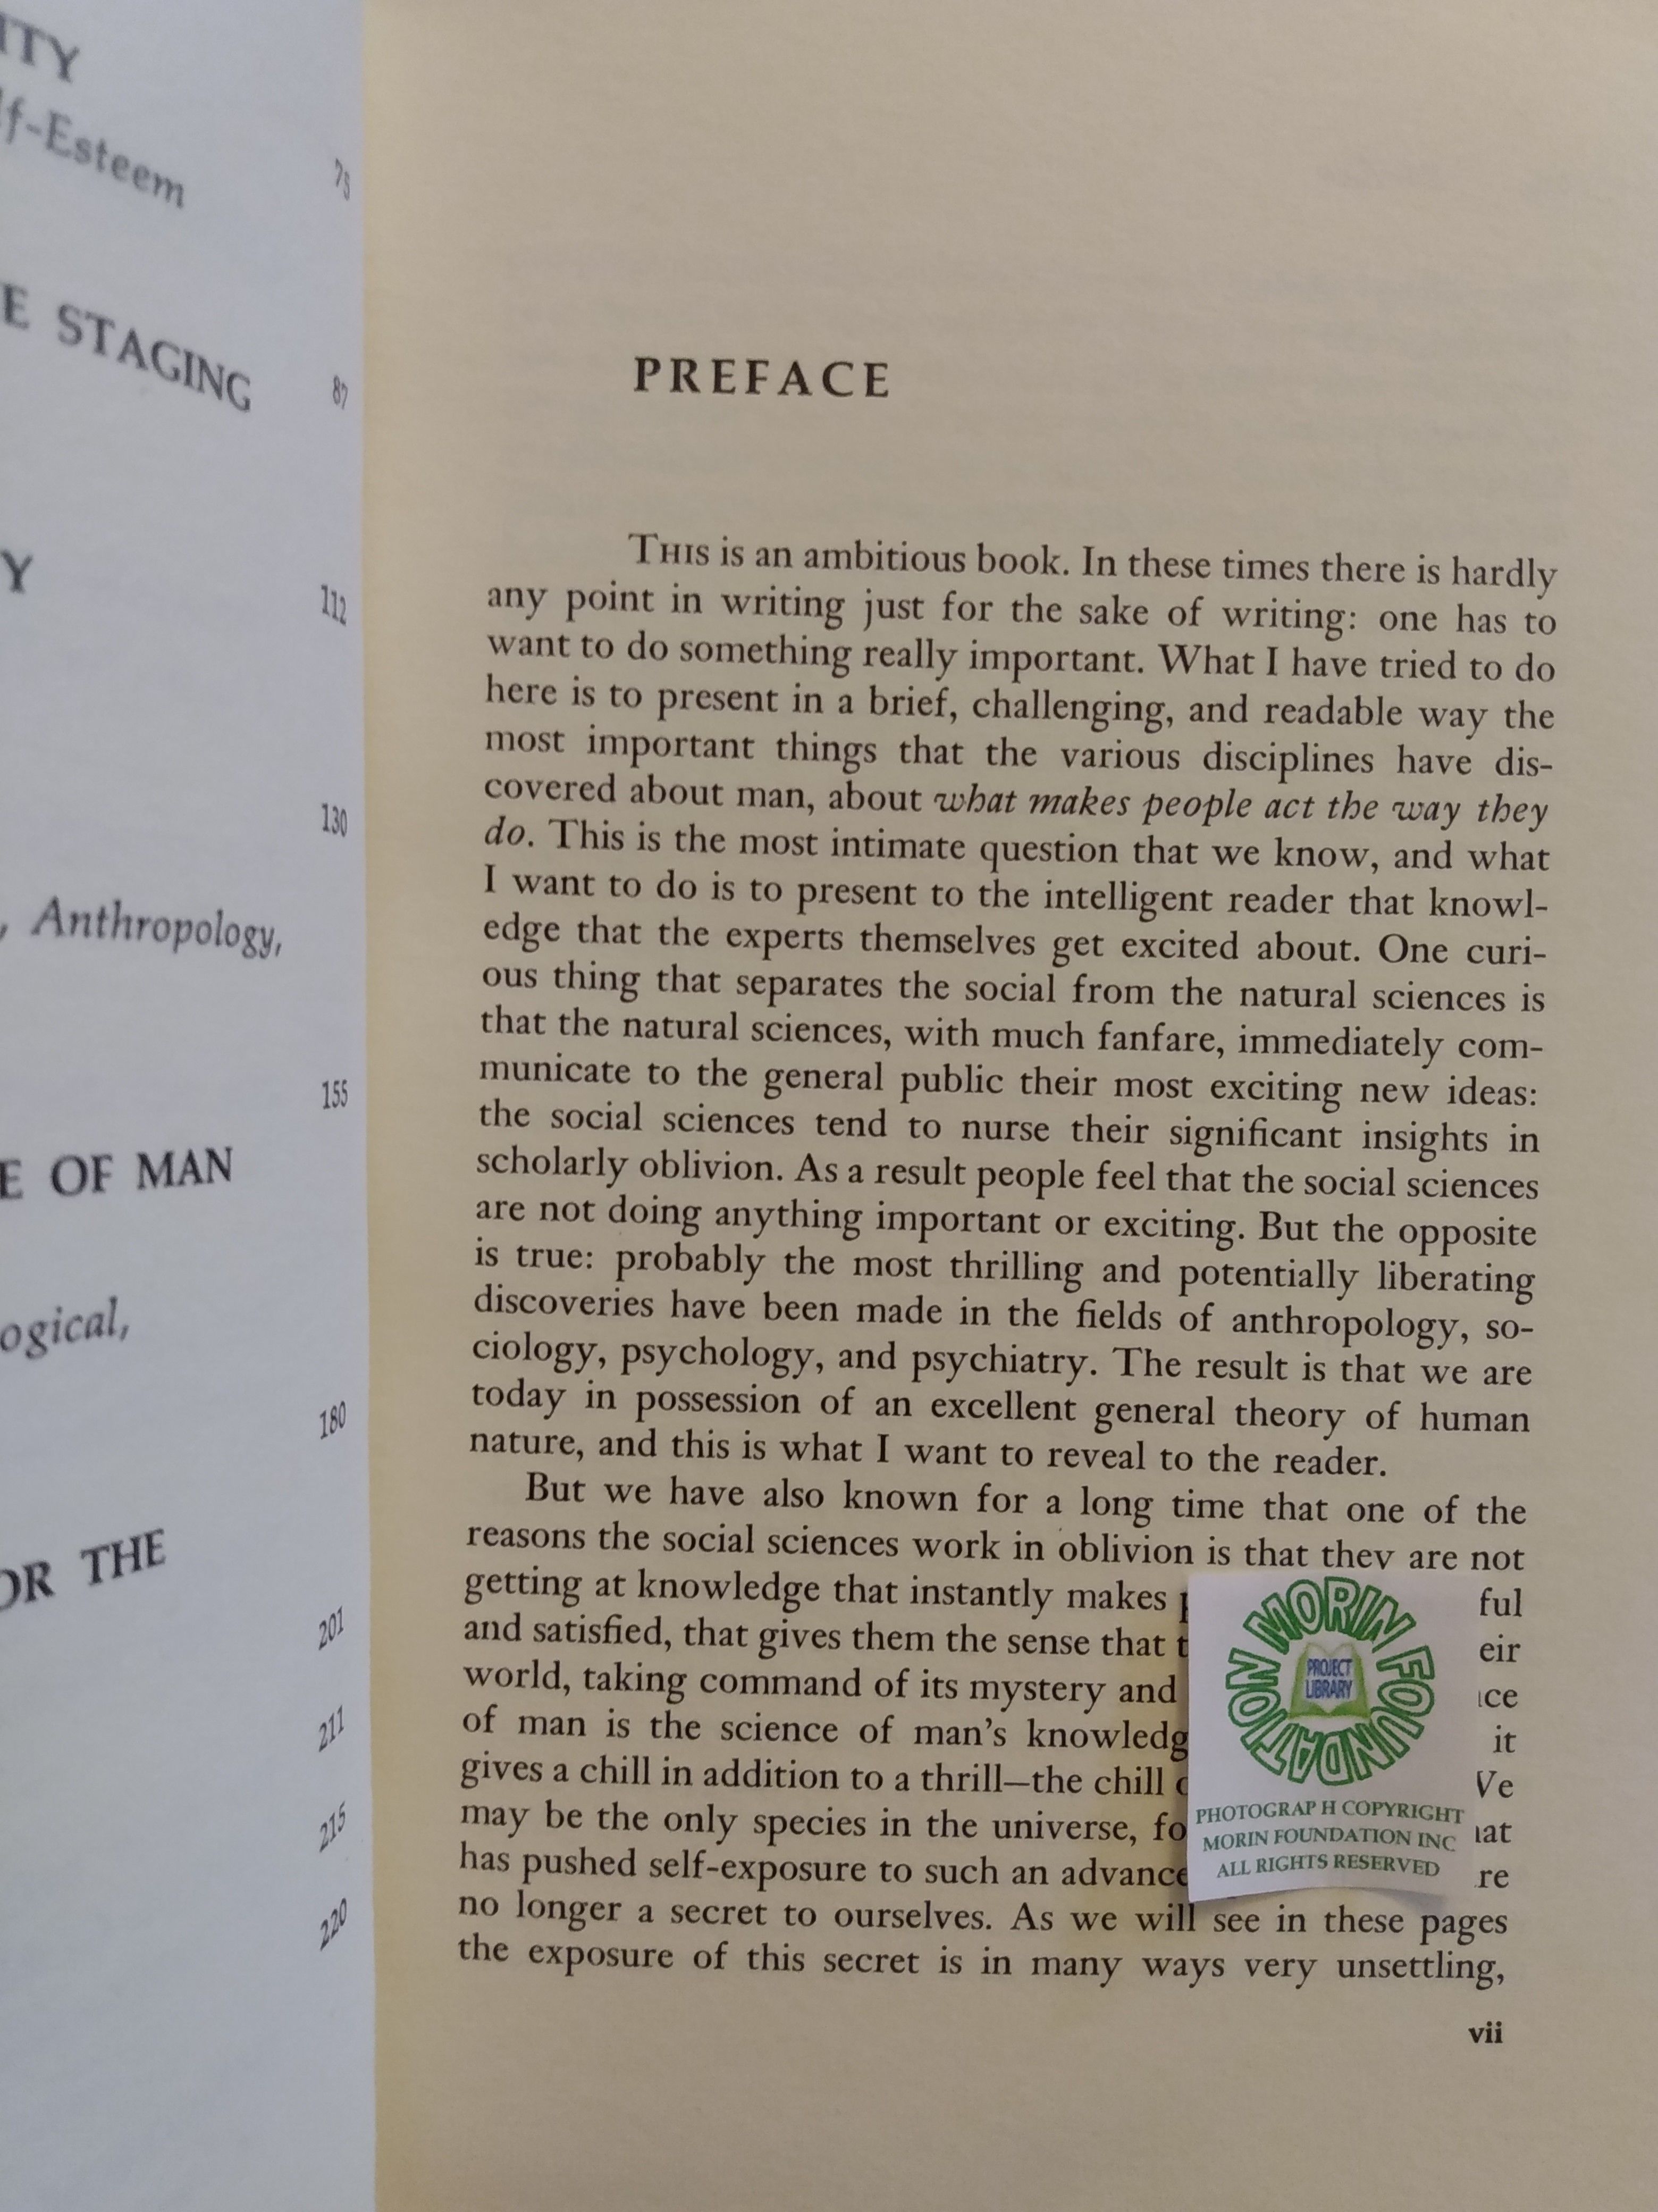 ITY
lf-Esteem
75
E STAGING
87
Y
112
130
, Anthropology,
155
E OF MAN
ogical,
180
OR THE
201
211
215
220
PREFACE
THIS is an ambitious book. In these times there is hardly
any point in writing just for the sake of writing: one has to
want to do something really important. What I have tried to do
here is to present in a brief, challenging, and readable way the
most important things that the various disciplines have dis-
covered about man, about what makes people act the way they
do. This is the most intimate question that we know, and what
I want to do is to present to the intelligent reader that knowl-
edge that the experts themselves get excited about. One curi-
ous thing that separates the social from the natural sciences is
that the natural sciences, with much fanfare, immediately com-
municate to the general public their most exciting new ideas:
the social sciences tend to nurse their significant insights in
scholarly oblivion. As a result people feel that the social sciences
are not doing anything important or exciting. But the opposite
is true: probably the most thrilling and potentially liberating
discoveries have been made in the fields of anthropology, so-
ciology, psychology, and psychiatry. The result is that we are
today in possession of an excellent general theory of human
nature, and this is what I want to reveal to the reader.
But we have also known for a long time that one of the
reasons the social sciences work in oblivion is that they are not
getting at knowledge that instantly makes ful
and satisfied, that gives them the sense that t eir
world, taking command of its mystery and ce
of man is the science of man's knowledg it
gives a chill in addition to a thrill—the chill We
may be the only species in the universe, fo at
has pushed self-exposure to such an advance re
no longer a secret to ourselves. As we will see in these pages
the exposure of this secret is in many ways very unsettling,
vii
MORIN FOUNDATION
PROJECT
LIBRARY
PHOTOGRAP H COPYRIGHT
MORIN FOUNDATION INC
ALL RIGHTS RESERVED